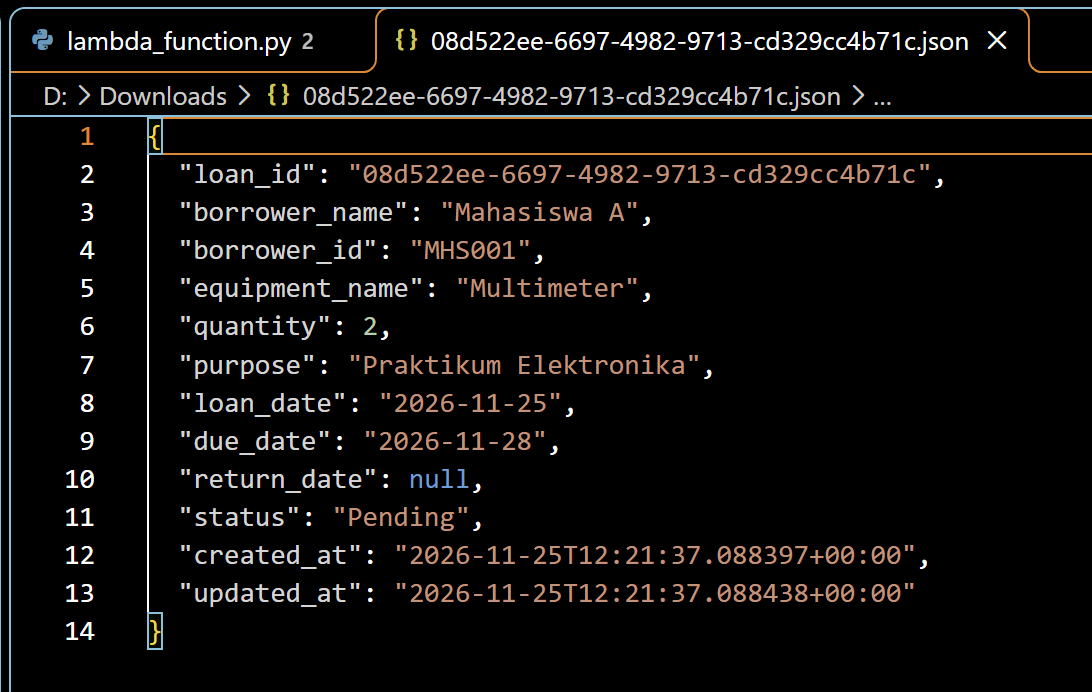 lambda_function.py 2
{} 08d522ee-6697-4982-9713-cd329cc4b71c.json ×
D: > Downloads > {} 08d522ee-6697-4982-9713-cd329cc4b71c.json > ...
1 {
2 "loan_id": "08d522ee-6697-4982-9713-cd329cc4b71c",
3 "borrower_name": "Mahasiswa A",
4 "borrower_id": "MHS001",
5 "equipment_name": "Multimeter",
6 "quantity": 2,
7 "purpose": "Praktikum Elektronika",
8 "loan_date": "2026-11-25",
9 "due_date": "2026-11-28",
10 "return_date": null,
11 "status": "Pending",
12 "created_at": "2026-11-25T12:21:37.088397+00:00",
13 "updated_at": "2026-11-25T12:21:37.088438+00:00"
14 }